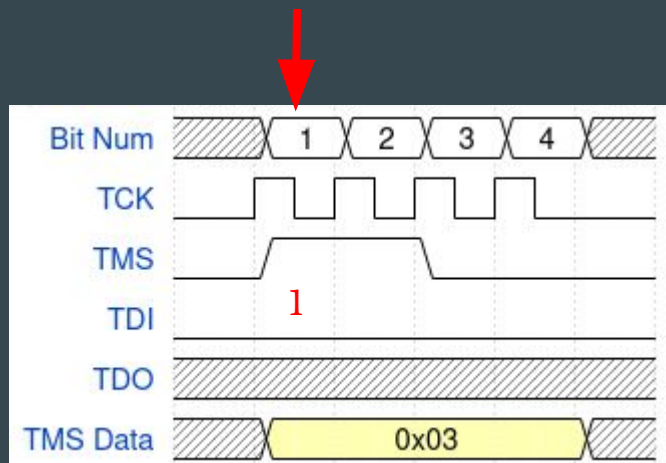 Bit Num 1 2 3 4
TCK
TMS
TDI 1
TDO
TMS Data 0x03